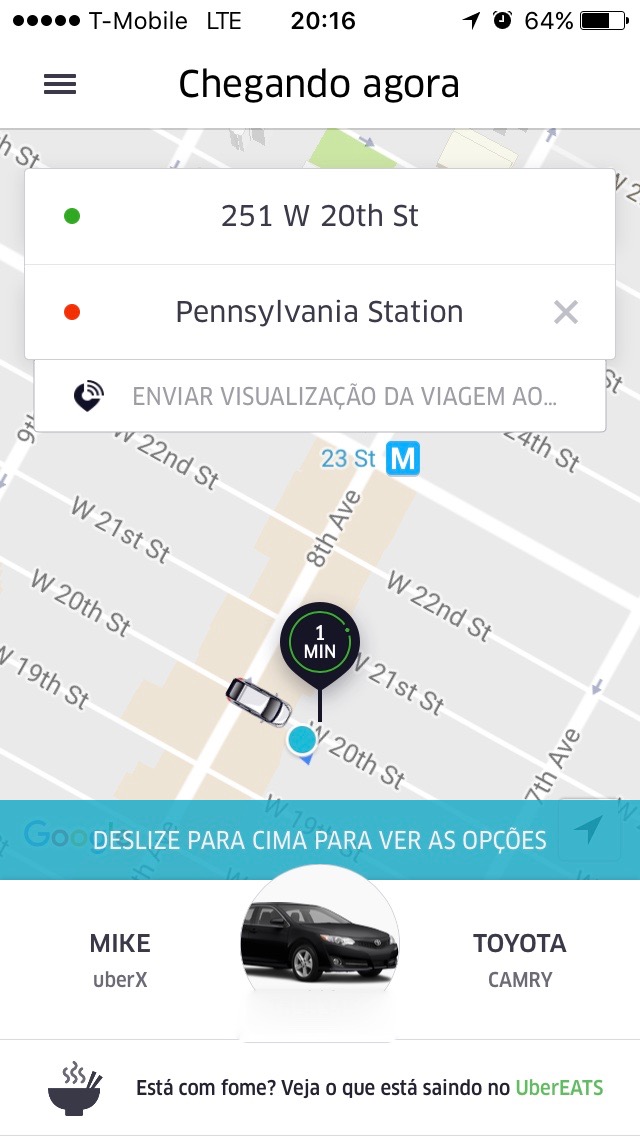 T-Mobile LTE 20:16 64%
Chegando agora
251 W 20th St
Pennsylvania Station
ENVIAR VISUALIZAÇÃO DA VIAGEM AO...
9th
W 22nd St
23 St M
24th St
W 21st St
8th Ave
W 20th St
W 22nd St
1
MIN
W 19th St
W 21st St
W 20th St
7th Ave
W 19th St
Google
DESLIZE PARA CIMA PARA VER AS OPÇÕES
MIKE
uberX
TOYOTA
CAMRY
Está com fome? Veja o que está saindo no UberEATS